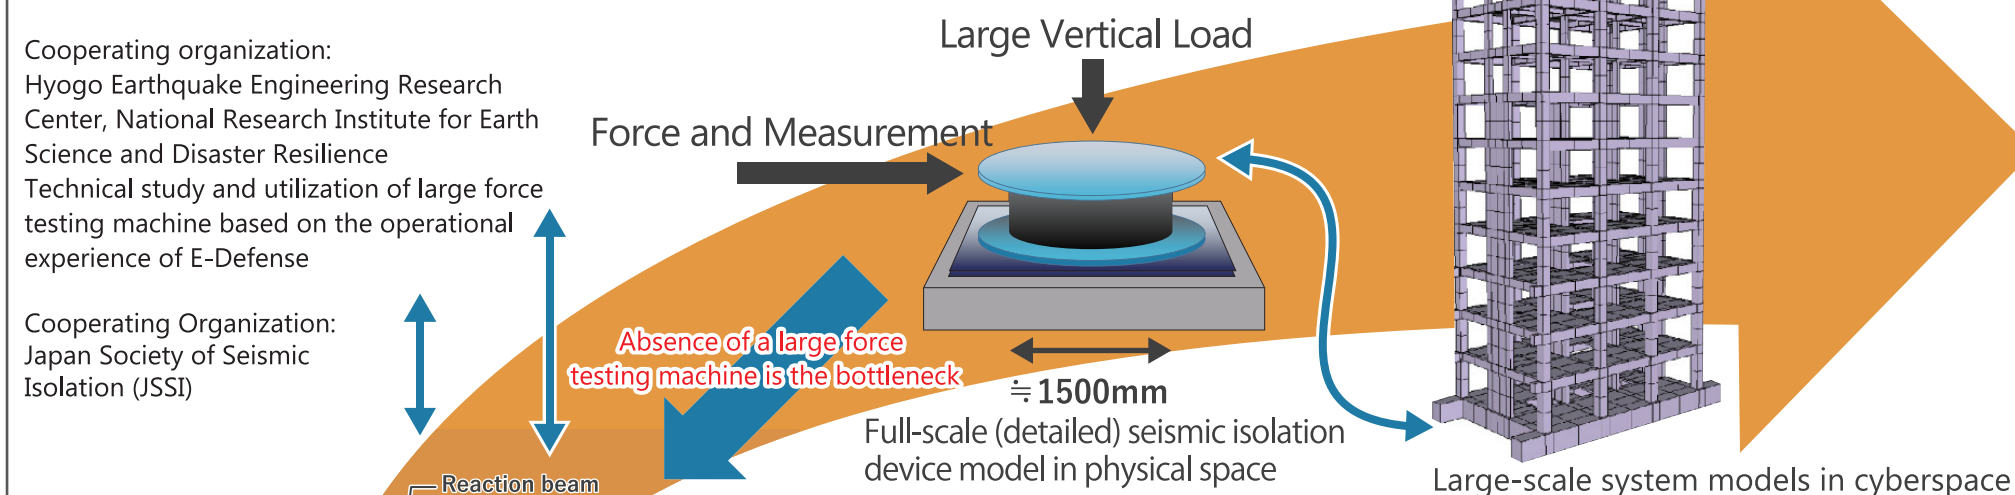 Cooperating organization:
Hyogo Earthquake Engineering Research
Center, National Research Institute for Earth
Science and Disaster Resilience
Technical study and utilization of large force
testing machine based on the operational
experience of E-Defense
Cooperating Organization:
Japan Society of Seismic
Isolation (JSSI)
Large Vertical Load
Force and Measurement
Absence of a large force
testing machine is the bottleneck
≒1500mm
Full-scale (detailed) seismic isolation
device model in physical space
Large-scale system models in cyberspace
Reaction beam